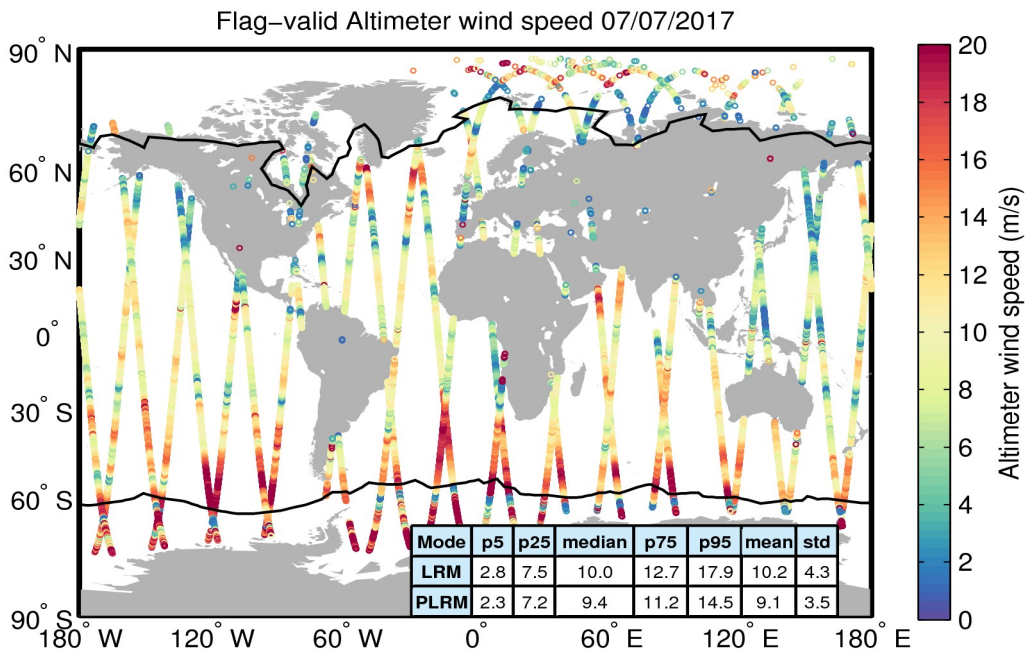 Flag−valid Altimeter wind speed 07/07/2017
90° N
60° N
30° N
0°
30° S
60° S
90° S
180° W
120° W
60° W
0°
60° E
120° E
180° E
Mode p5 p25 median p75 p95 mean std
LRM 2.8 7.5 10.0 12.7 17.9 10.2 4.3
PLRM 2.3 7.2 9.4 11.2 14.5 9.1 3.5
20
18
16
14
12
10
8
6
4
2
0
Altimeter wind speed (m/s)